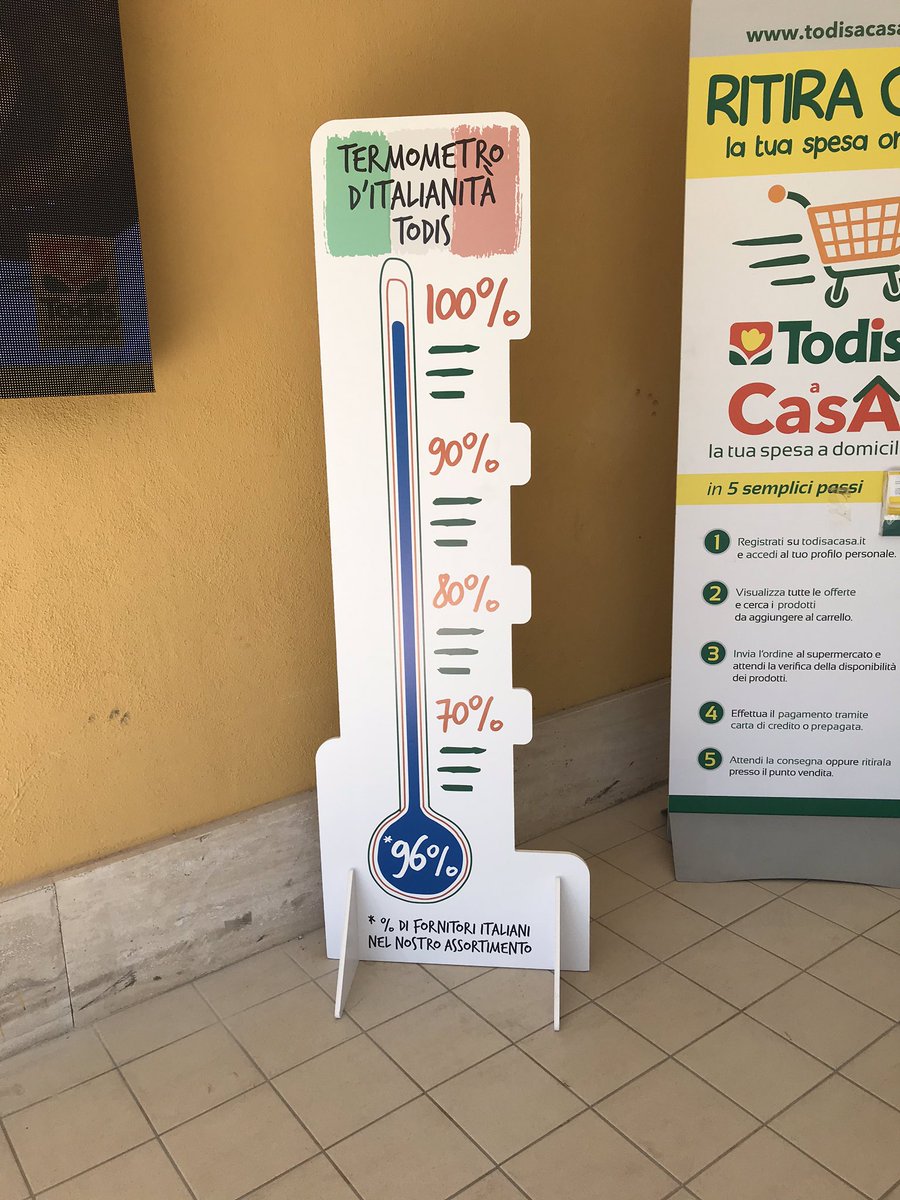 Todis
TERMOMETRO
D'ITALIANITÀ
TODIS
100%
90%
80%
70%
*96%
* % DI FORNITORI ITALIANI
NEL NOSTRO ASSORTIMENTO
www.todisacasa
RITIRA
la tua spesa
Todis
a
CasA
la tua spesa a
in 5 semplici passi
1 Registrati su todisacasa.it
e accedi al tuo profilo personale.
2 Visualizza tutte le offerte
e cerca i prodotti
da aggiungere al carrello.
3 Invia l'ordine al supermercato e
attendi la verifica della disponibilità
dei prodotti.
4 Effettua il pagamento tramite
carta di credito o prepagata.
5 Attendi la consegna oppure ritirala
presso il punto vendita.